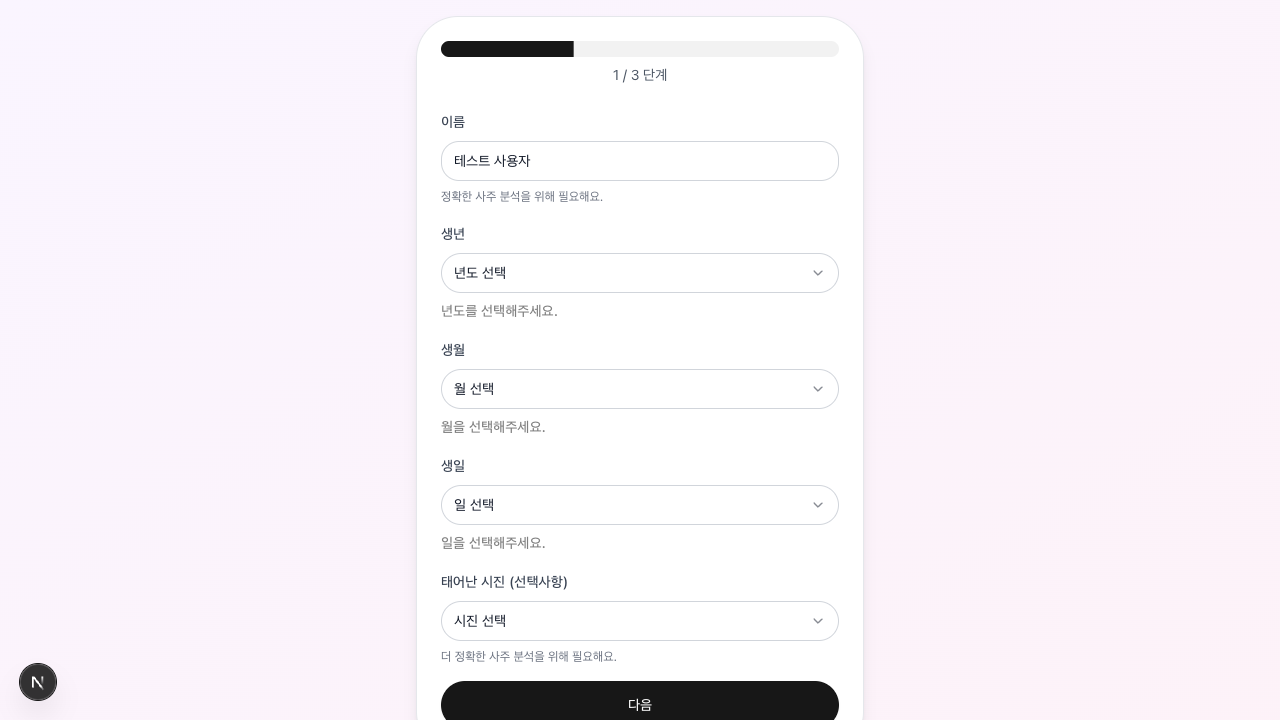 1 / 3 단계
이름
테스트 사용자
정확한 사주 분석을 위해 필요해요.
생년
년도 선택
년도를 선택해주세요.
생월
월 선택
월을 선택해주세요.
생일
일 선택
일을 선택해주세요.
태어난 시진 (선택사항)
시진 선택
더 정확한 사주 분석을 위해 필요해요.
다음
N